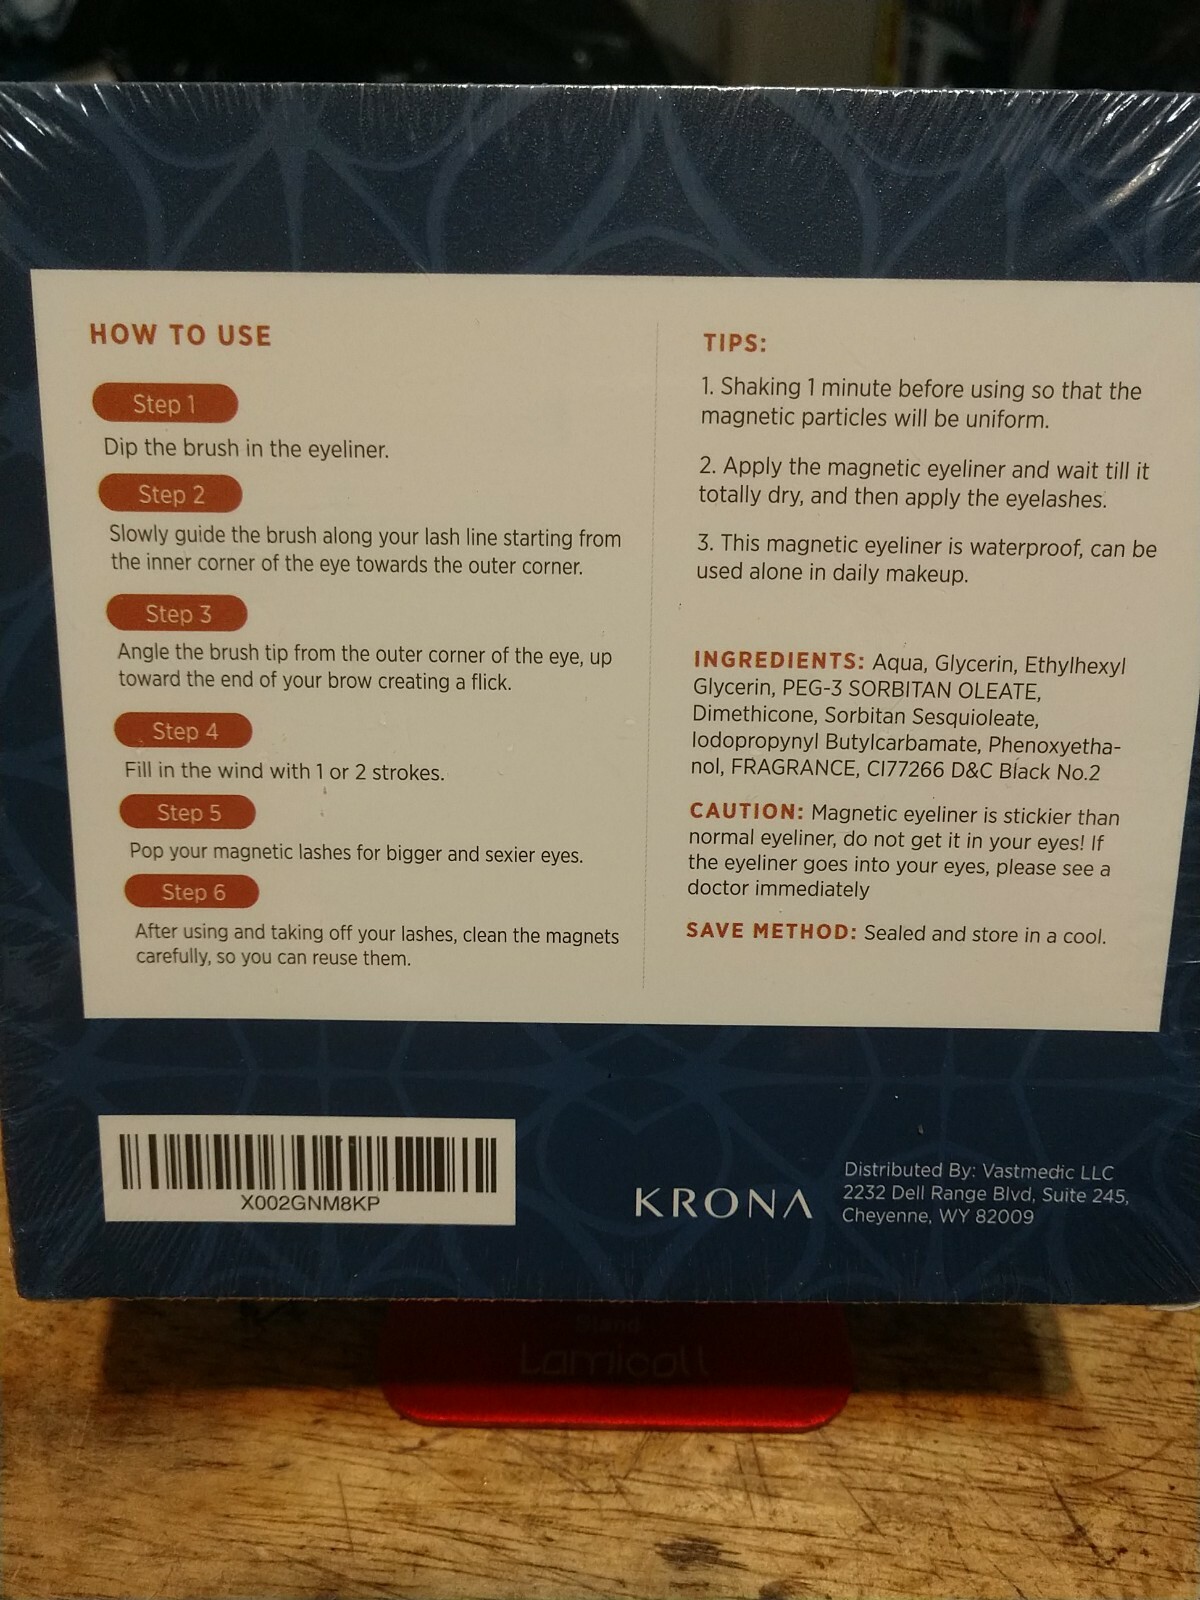 HOW TO USE
Step 1
Dip the brush in the eyeliner.
Step 2
Slowly guide the brush along your lash line starting from
the inner corner of the eye towards the outer corner.
Step 3
Angle the brush tip from the outer corner of the eye, up
toward the end of your brow creating a flick.
Step 4
Fill in the wind with 1 or 2 strokes.
Step 5
Pop your magnetic lashes for bigger and sexier eyes.
Step 6
After using and taking off your lashes, clean the magnets
carefully, so you can reuse them.
TIPS:
1. Shaking 1 minute before using so that the
magnetic particles will be uniform.
2. Apply the magnetic eyeliner and wait till it
totally dry, and then apply the eyelashes.
3. This magnetic eyeliner is waterproof, can be
used alone in daily makeup.
INGREDIENTS: Aqua, Glycerin, Ethylhexyl
Glycerin, PEG-3 SORBITAN OLEATE,
Dimethicone, Sorbitan Sesquioleate,
Iodopropynyl Butylcarbamate, Phenoxyetha-
nol, FRAGRANCE, CI77266 D&C Black No.2
CAUTION: Magnetic eyeliner is stickier than
normal eyeliner, do not get it in your eyes! If
the eyeliner goes into your eyes, please see a
doctor immediately
SAVE METHOD: Sealed and store in a cool.
X002GNM8KP
KRONA
Distributed By: Vastmedic LLC
2232 Dell Range Blvd, Suite 245,
Cheyenne, WY 82009
Stand
Lamicall